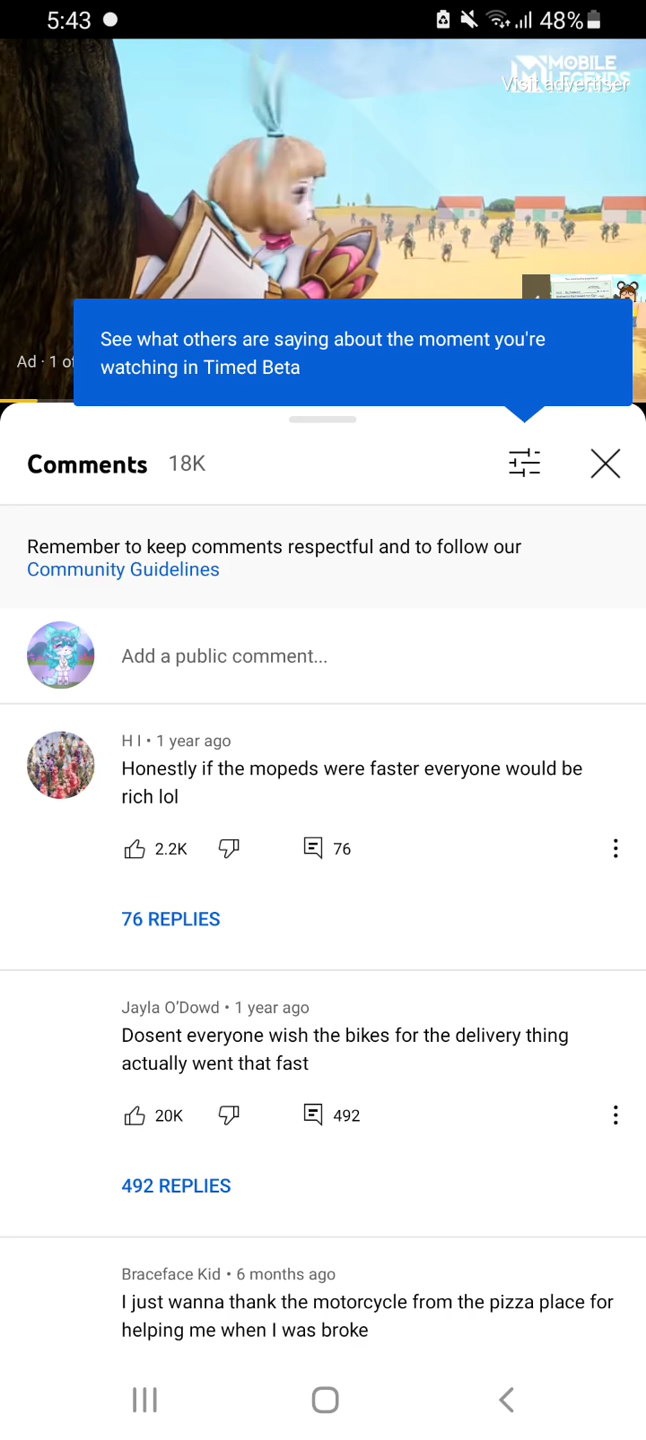 5:43
48%
MOBILE
LEGENDS
Visit advertiser
Ad · 1 of
See what others are saying about the moment you're
watching in Timed Beta
Comments 18K
Remember to keep comments respectful and to follow our
Community Guidelines
Add a public comment...
H I • 1 year ago
Honestly if the mopeds were faster everyone would be
rich lol
2.2K 76
76 REPLIES
Jayla O'Dowd • 1 year ago
Dosent everyone wish the bikes for the delivery thing
actually went that fast
20K 492
492 REPLIES
Braceface Kid • 6 months ago
I just wanna thank the motorcycle from the pizza place for
helping me when I was broke